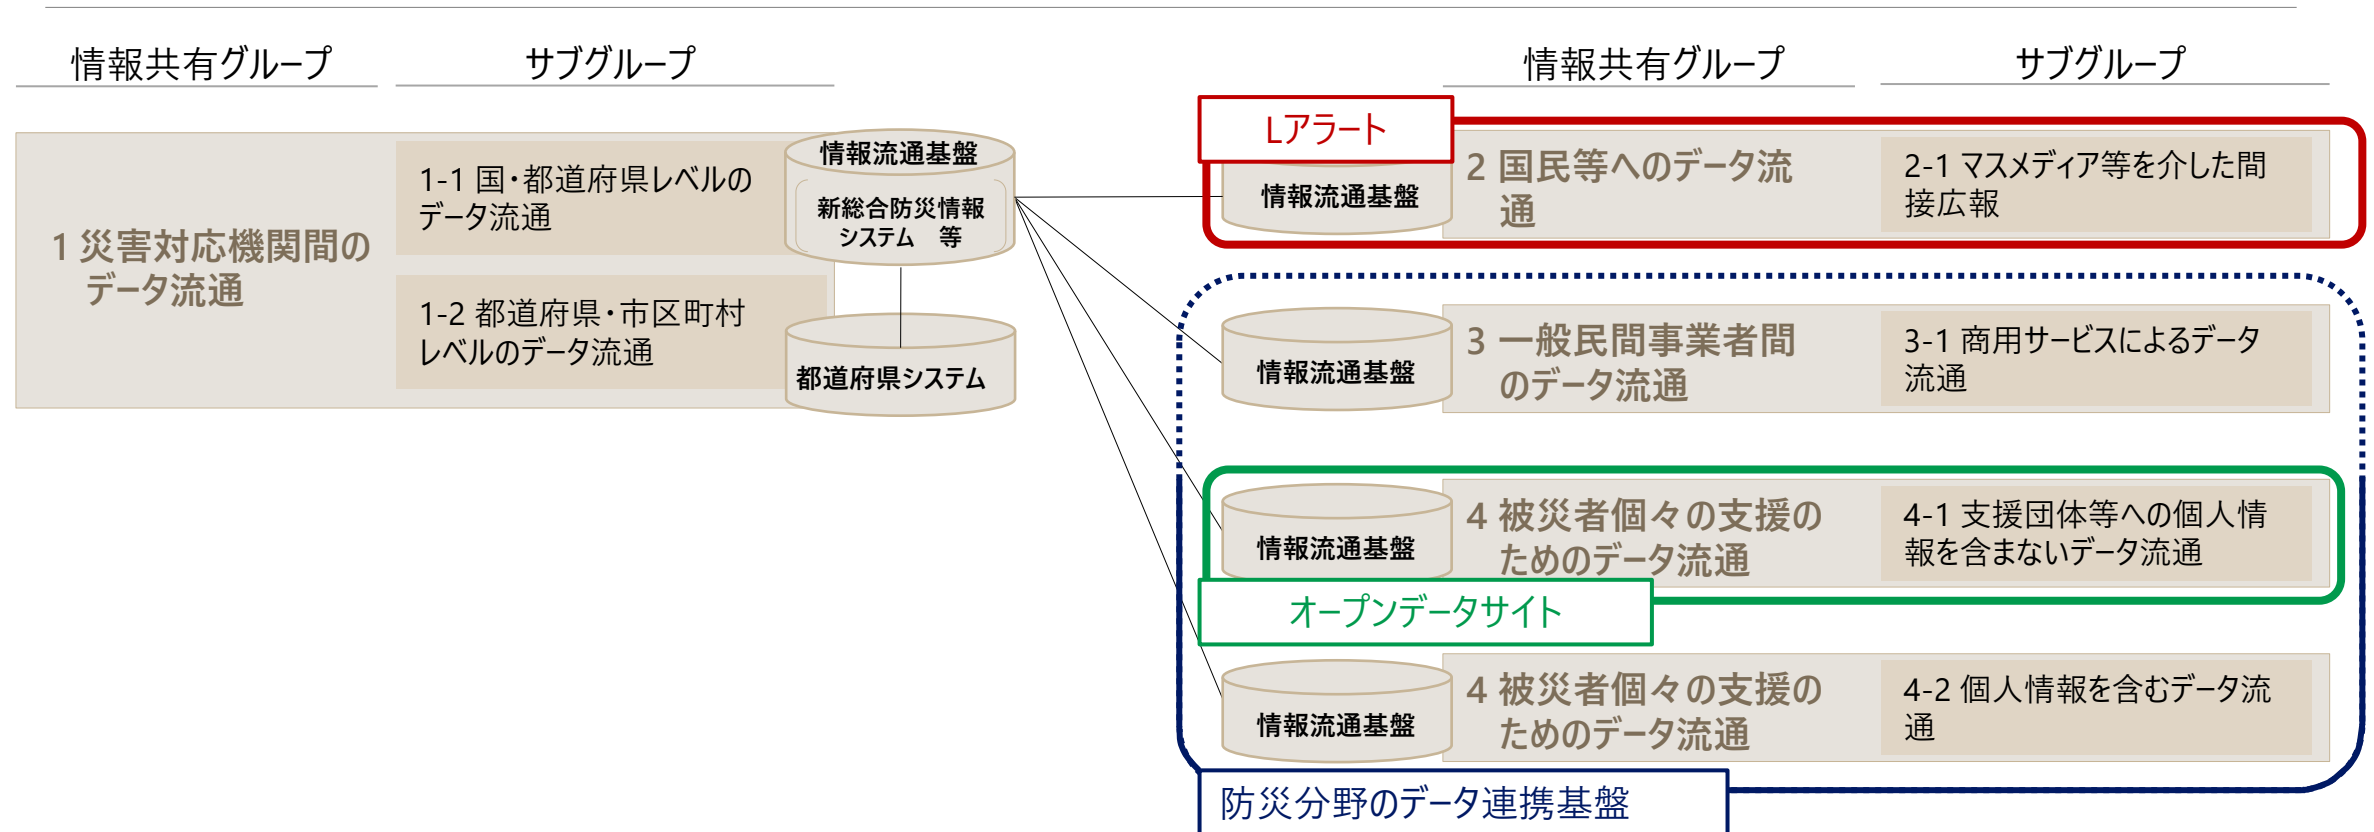 情報共有グループ
サブグループ
1 災害対応機関間の
データ流通
1-1 国・都道府県レベルの
データ流通
1-2 都道府県・市区町村
レベルのデータ流通
情報流通基盤
新総合防災情報
システム　等
都道府県システム
情報共有グループ
サブグループ
Lアラート
情報流通基盤
2 国民等へのデータ流
通
2-1 マスメディア等を介した間
接広報
情報流通基盤
3 一般民間事業者間
のデータ流通
3-1 商用サービスによるデータ
流通
情報流通基盤
4 被災者個々の支援の
ためのデータ流通
4-1 支援団体等への個人情
報を含まないデータ流通
オープンデータサイト
情報流通基盤
4 被災者個々の支援の
ためのデータ流通
4-2 個人情報を含むデータ流
通
防災分野のデータ連携基盤